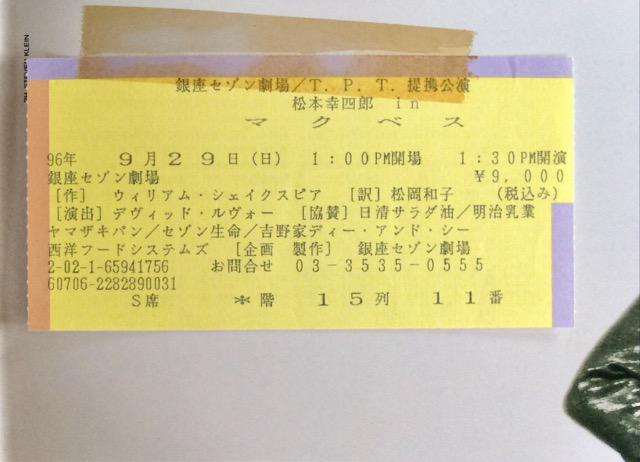 銀座セゾン劇場／Ｔ．Ｐ．Ｔ．提携公演
松本幸四郎 ｉｎ
マクベス
96年 ９月２９日(日) １：００PM開場 １：３０PM開演
銀座セゾン劇場 ￥９，０００
［作］ ウィリアム・シェイクスピア ［訳］松岡和子 (税込み)
［演出］デヴィッド・ルヴォー ［協賛］日清サラダ油／明治乳業
ヤマザキパン／セゾン生命／吉野家ディー・アンド・シー
西洋フードシステムズ ［企画 製作］ 銀座セゾン劇場
2-02-1-65941756 お問合せ ０３－３５３５－０５５５
60706-2282890031
Ｓ席 ＊階 １５列 １１番
STEVEN KLEIN